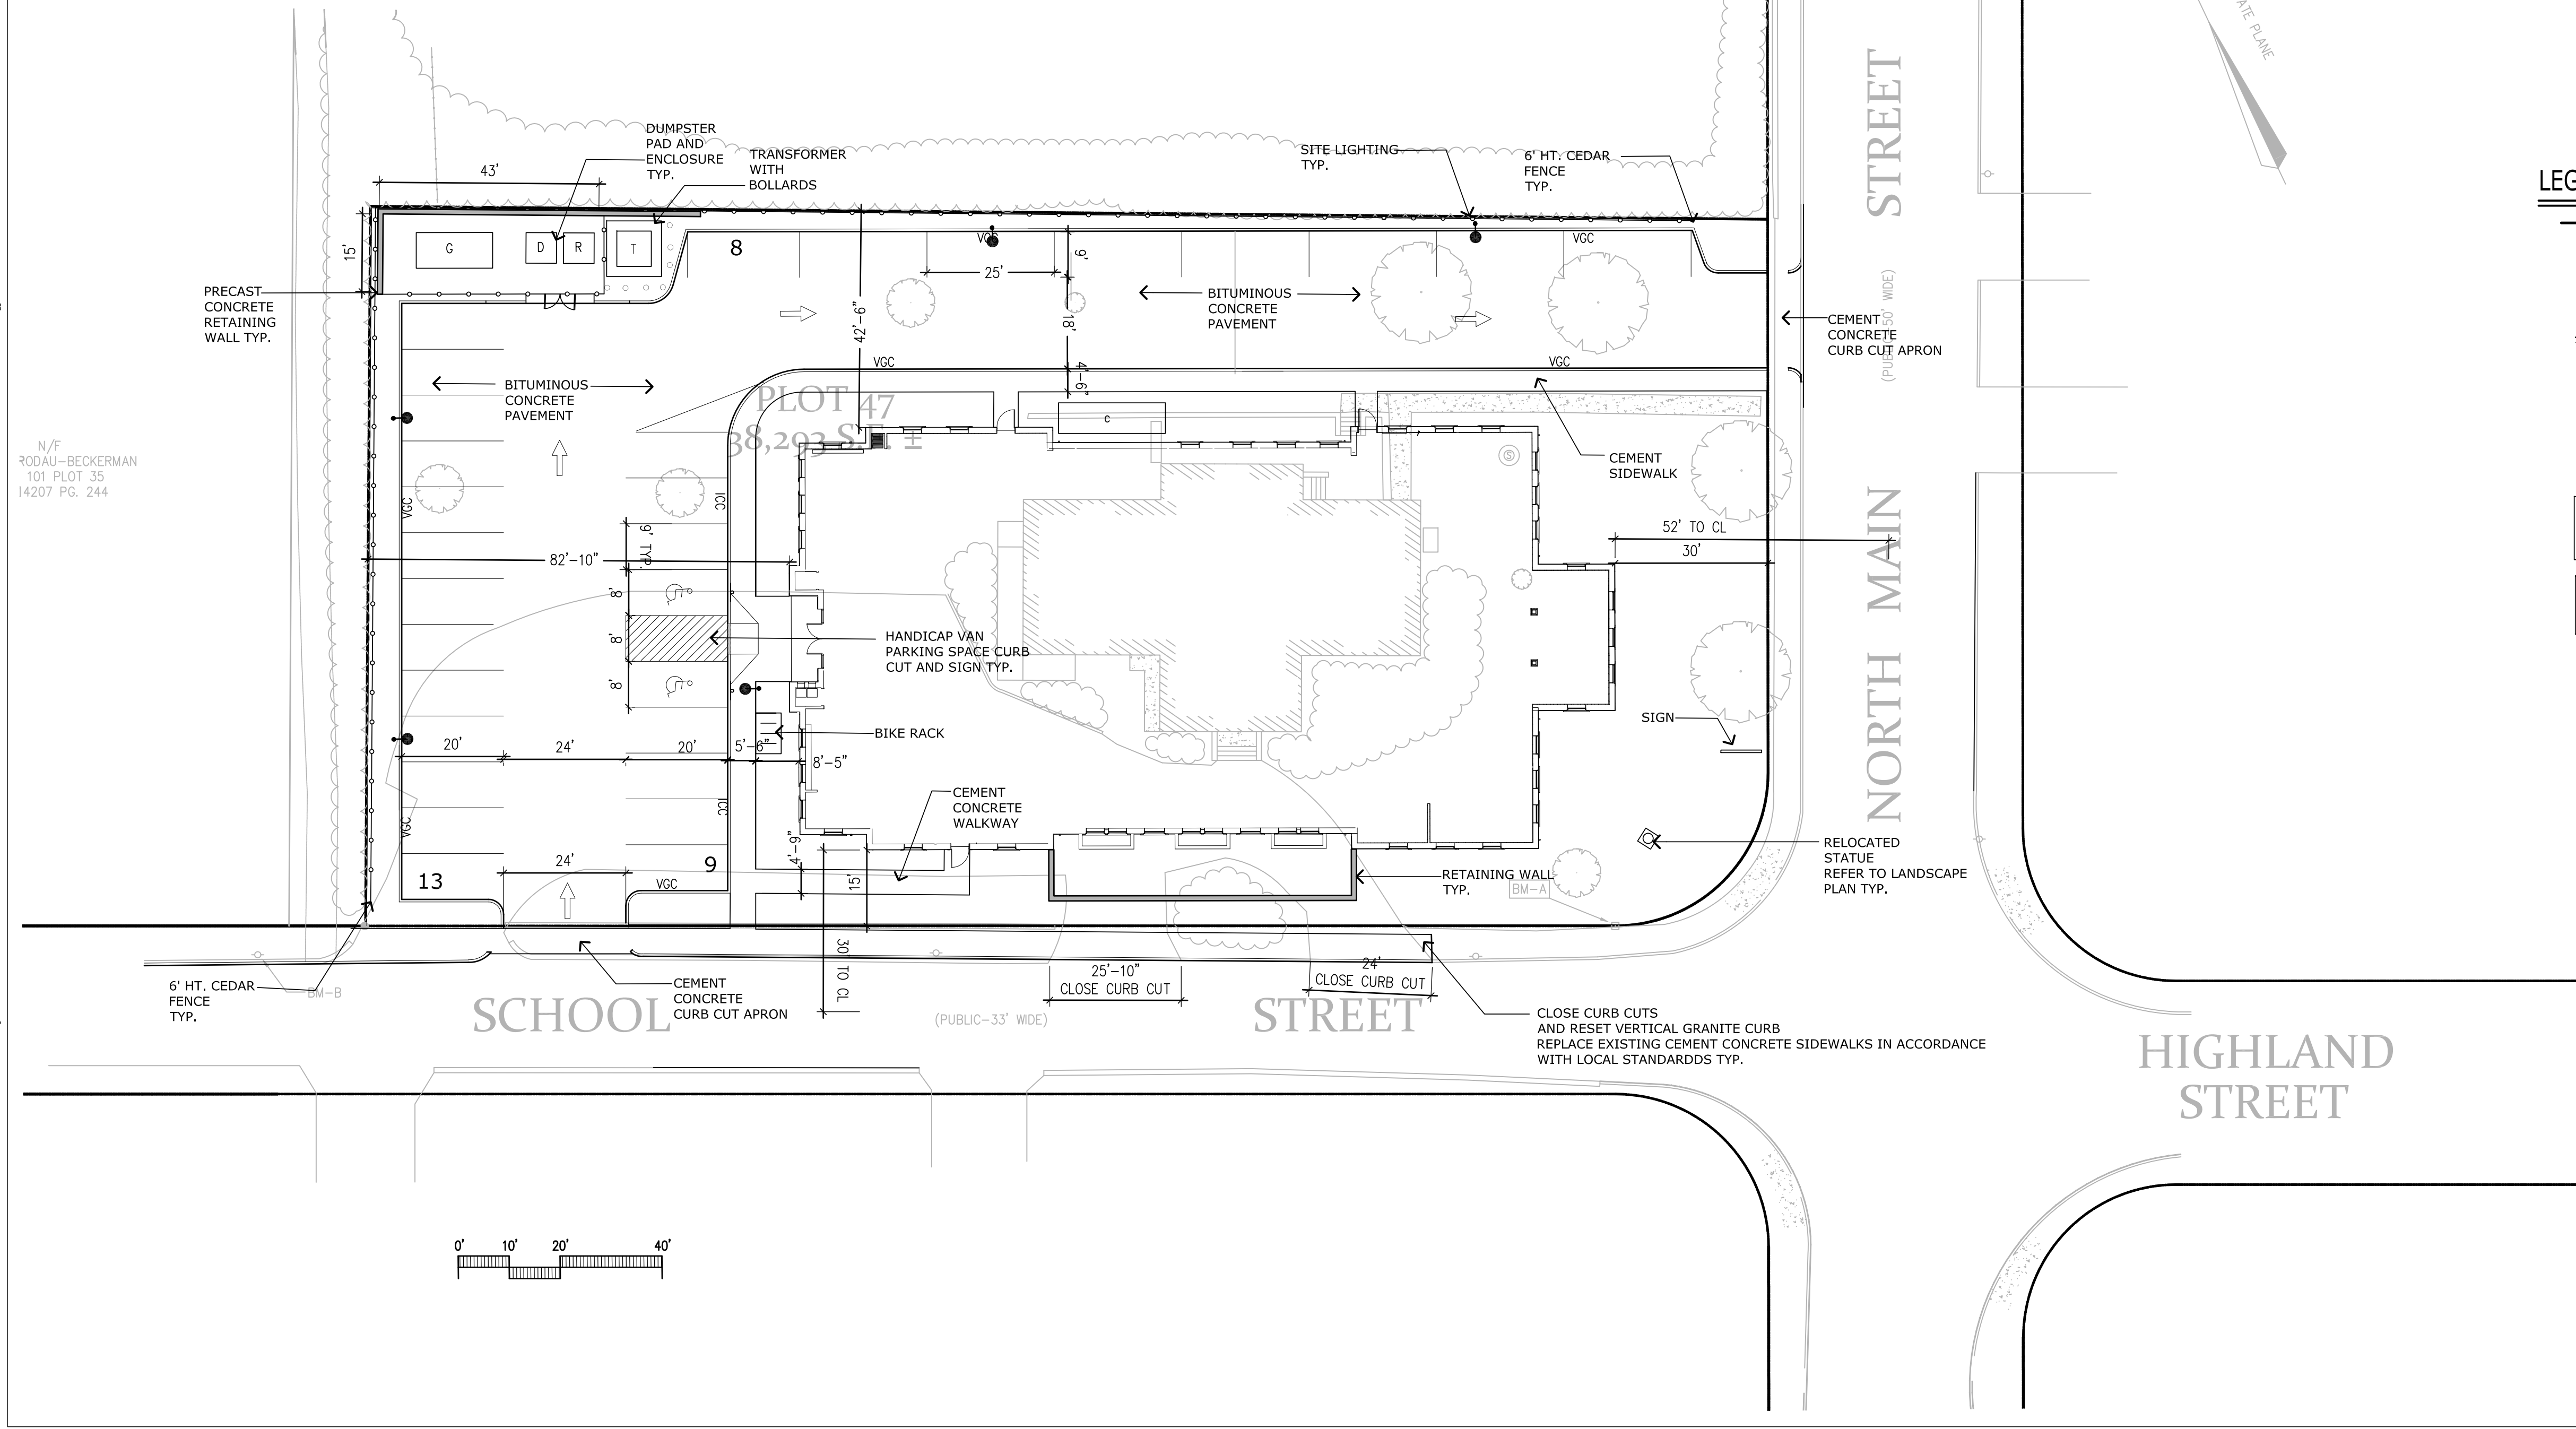 STATE PLANE
STREET
LEG
DUMPSTER
PAD AND
ENCLOSURE
TYP.
TRANSFORMER
WITH
BOLLARDS
SITE LIGHTING
TYP.
6' HT. CEDAR
FENCE
TYP.
43'
15'
G
D
R
T
8
VGC
VGC
25'
9'
18'
42'-6"
4'-6"
PRECAST
CONCRETE
RETAINING
WALL TYP.
BITUMINOUS
CONCRETE
PAVEMENT
(PUBLIC-50' WIDE)
CEMENT
CONCRETE
CURB CUT APRON
VGC
VGC
BITUMINOUS
CONCRETE
PAVEMENT
PLOT 47
38,293 S.F. ±
C
N/F
RODAU-BECKERMAN
101 PLOT 35
14207 PG. 244
CEMENT
SIDEWALK
S
VGC
ICC
9' TYP.
82'-10"
52' TO CL
30'
NORTH MAIN
8'
8'
8'
HANDICAP VAN
PARKING SPACE CURB
CUT AND SIGN TYP.
SIGN
BIKE RACK
20'
24'
20'
5'-6"
8'-5"
CEMENT
CONCRETE
WALKWAY
ICC
VGC
4'-9"
15'
24'
9
13
VGC
RELOCATED
STATUE
REFER TO LANDSCAPE
PLAN TYP.
RETAINING WALL
TYP.
BM-A
30' TO CL
25'-10"
CLOSE CURB CUT
24'
CLOSE CURB CUT
6' HT. CEDAR
FENCE
TYP.
BM-B
CEMENT
CONCRETE
CURB CUT APRON
SCHOOL STREET
(PUBLIC-33' WIDE)
CLOSE CURB CUTS
AND RESET VERTICAL GRANITE CURB
REPLACE EXISTING CEMENT CONCRETE SIDEWALKS IN ACCORDANCE
WITH LOCAL STANDARDDS TYP.
HIGHLAND
STREET
0' 10' 20' 40'